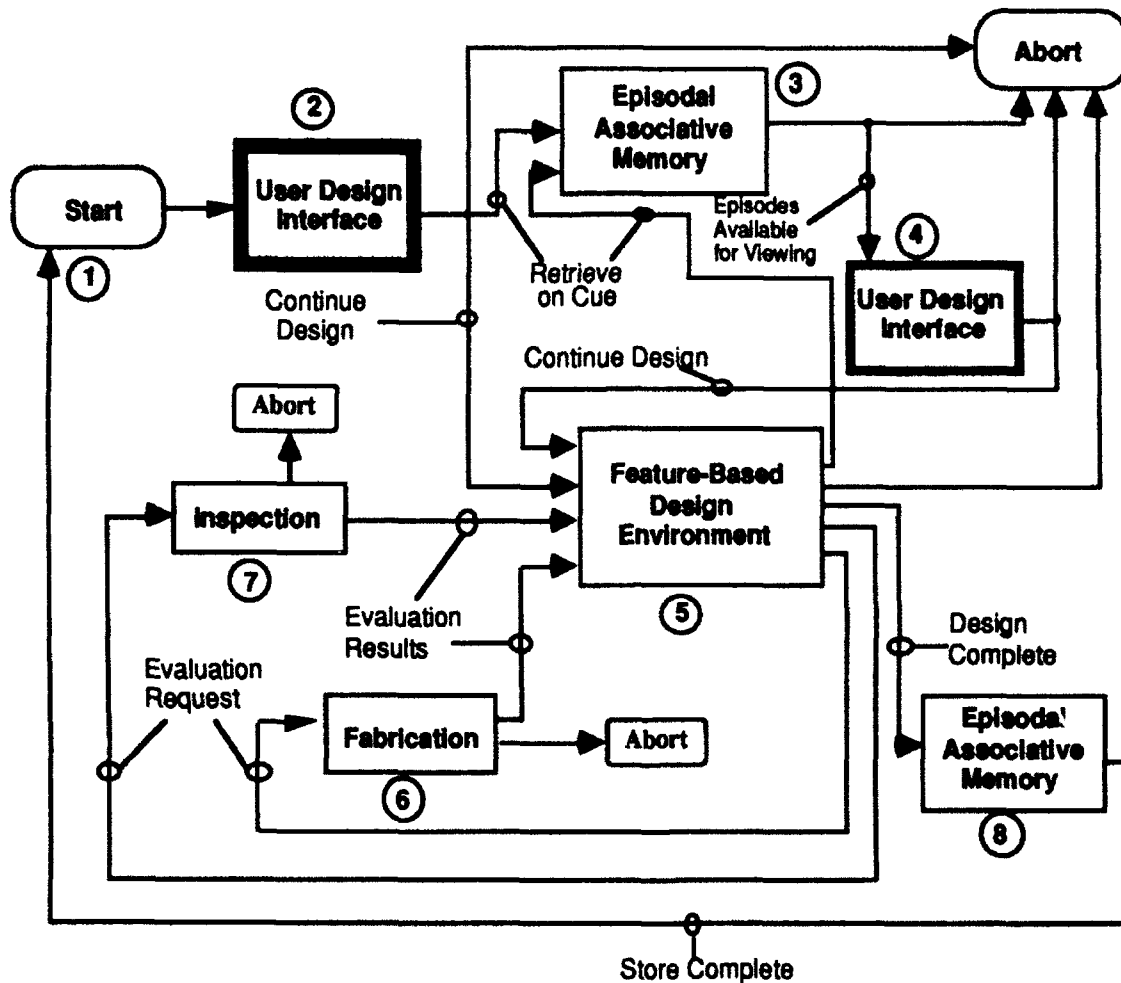 Abort
3
Episodal
Associative
Memory
2
User Design
Interface
Start
1
Episodes
Available
for Viewing
4
User Design
Interface
Retrieve
on Cue
Continue
Design
Continue Design
Abort
Feature-Based
Design
Environment
5
Inspection
7
Evaluation
Results
Design
Complete
Evaluation
Request
Fabrication
6
Abort
Episodal
Associative
Memory
8
Store Complete